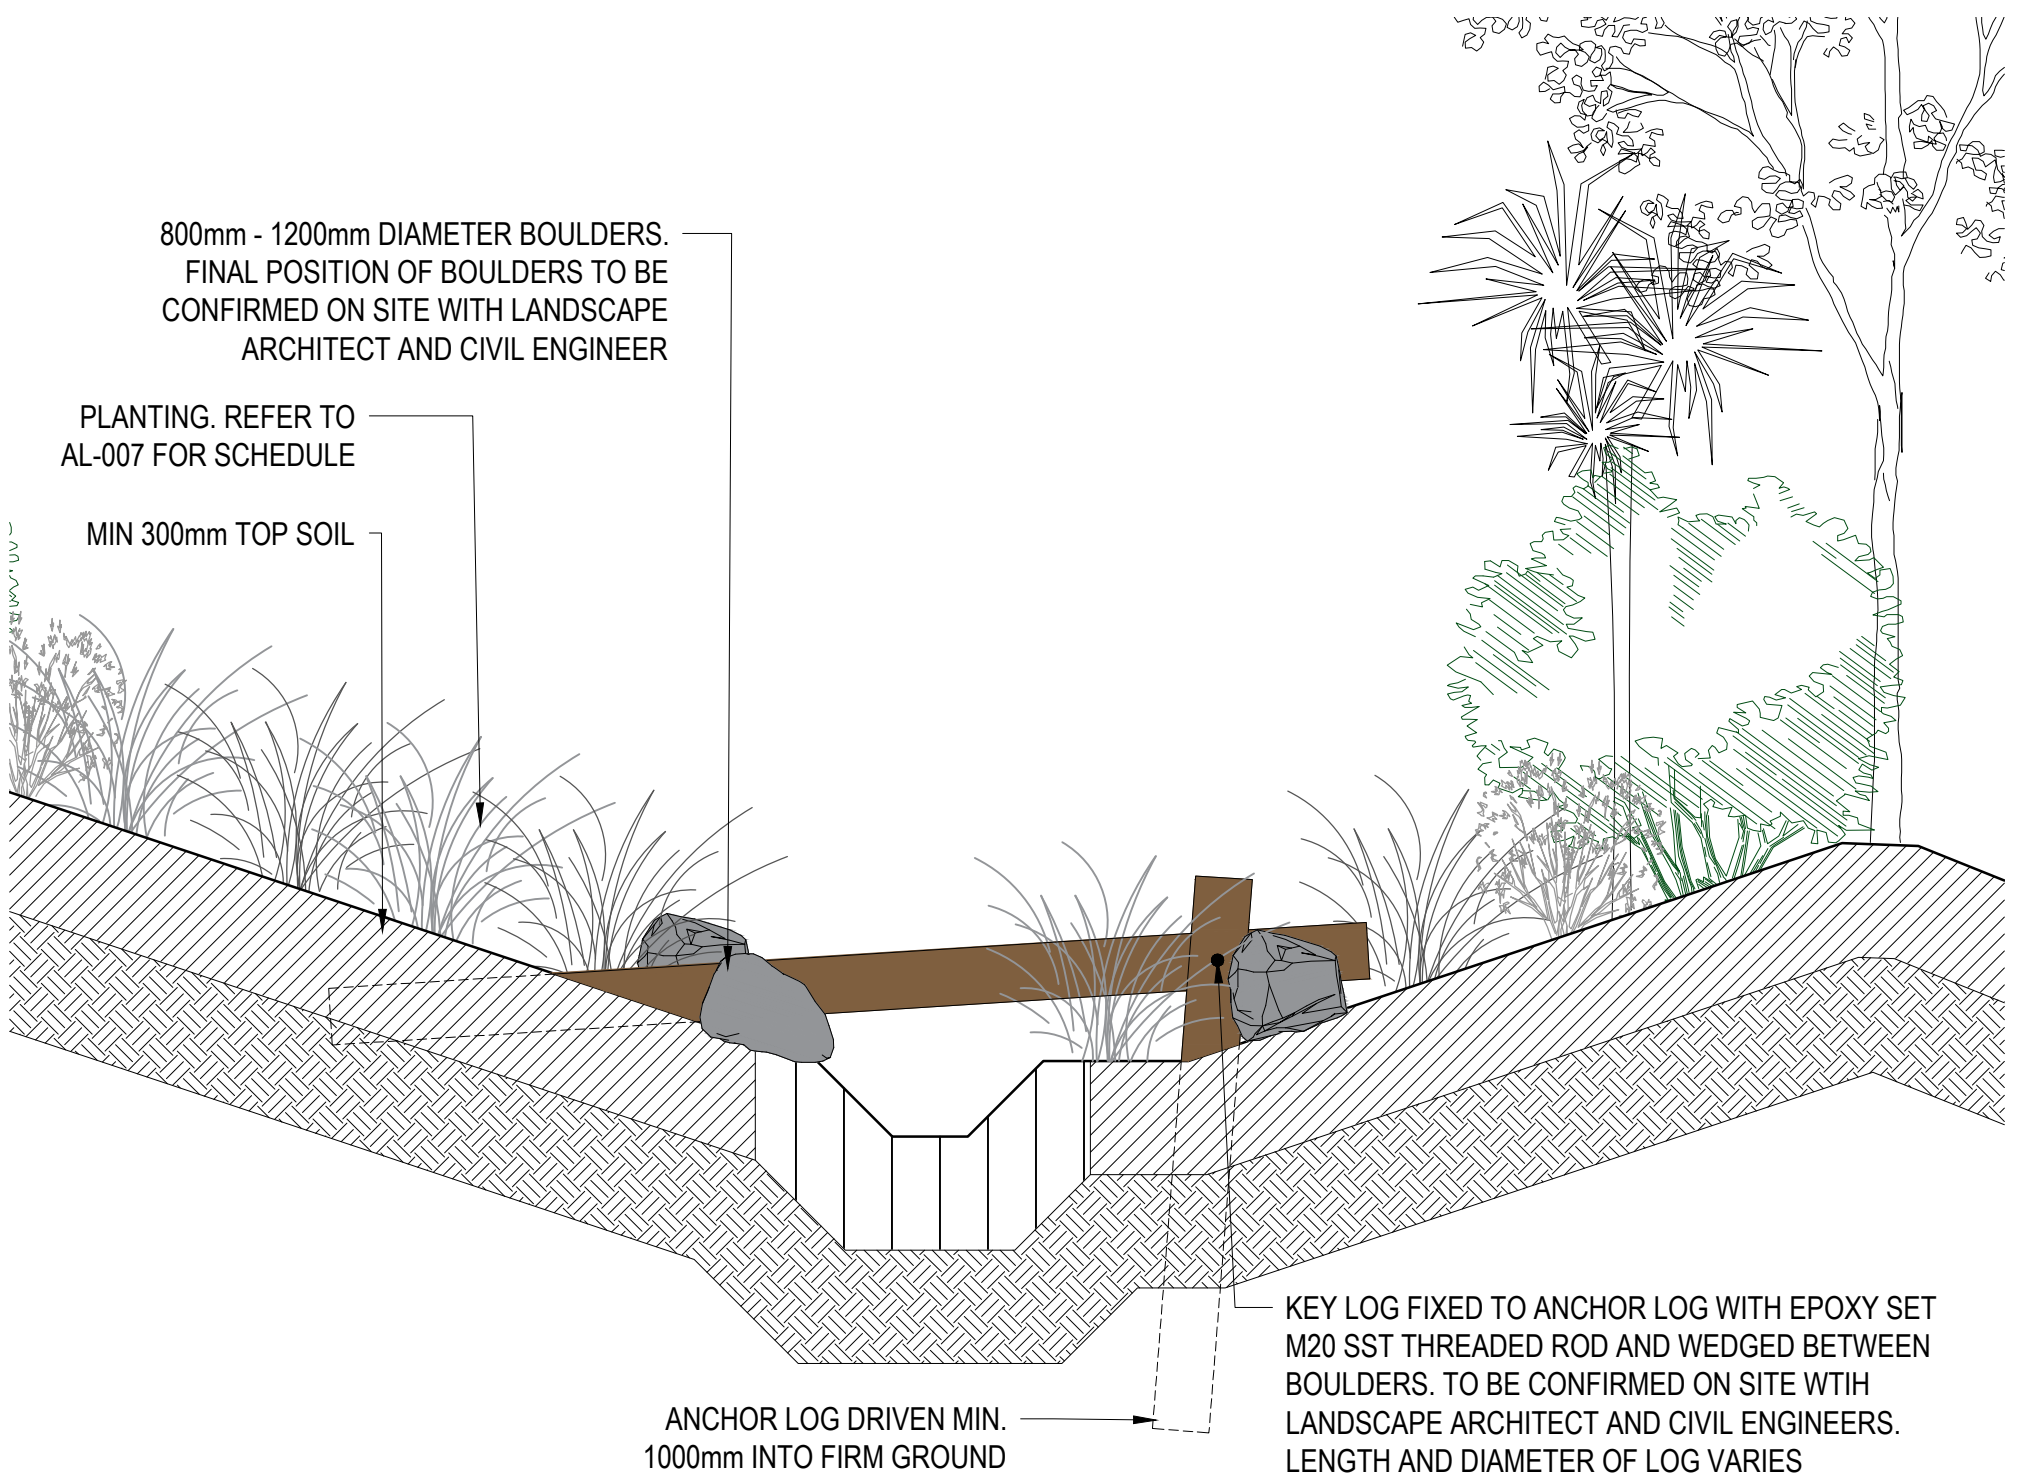 800mm - 1200mm DIAMETER BOULDERS.
FINAL POSITION OF BOULDERS TO BE
CONFIRMED ON SITE WITH LANDSCAPE
ARCHITECT AND CIVIL ENGINEER
PLANTING. REFER TO
AL-007 FOR SCHEDULE
MIN 300mm TOP SOIL
KEY LOG FIXED TO ANCHOR LOG WITH EPOXY SET
M20 SST THREADED ROD AND WEDGED BETWEEN
BOULDERS. TO BE CONFIRMED ON SITE WTIH
LANDSCAPE ARCHITECT AND CIVIL ENGINEERS.
LENGTH AND DIAMETER OF LOG VARIES
ANCHOR LOG DRIVEN MIN.
1000mm INTO FIRM GROUND